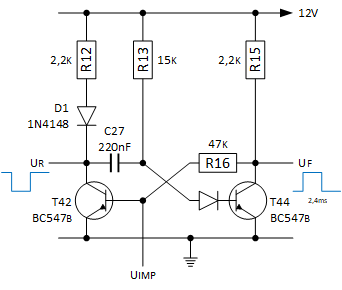 12V
2,2K R12
R13 15K
2,2K R15
D1
1N4148
C27
220nF
47K
R16
UR
UF
T42
BC547B
T44
BC547B
2,4ms
UIMP